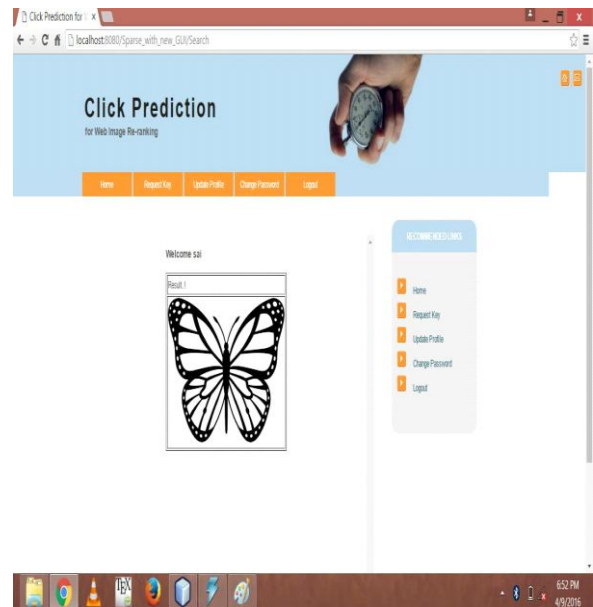 Click Prediction for V
localhost:8080/Sparse_with_new_GUI/Search
Click Prediction
for Web Image Re-ranking
Home Request Key Update Profile Change Password Logout
Welcome sai
Result !
RECOMMENDED LINKS
Home
Request Key
Update Profile
Change Password
Logout
TEX
6:52 PM
4/9/2016